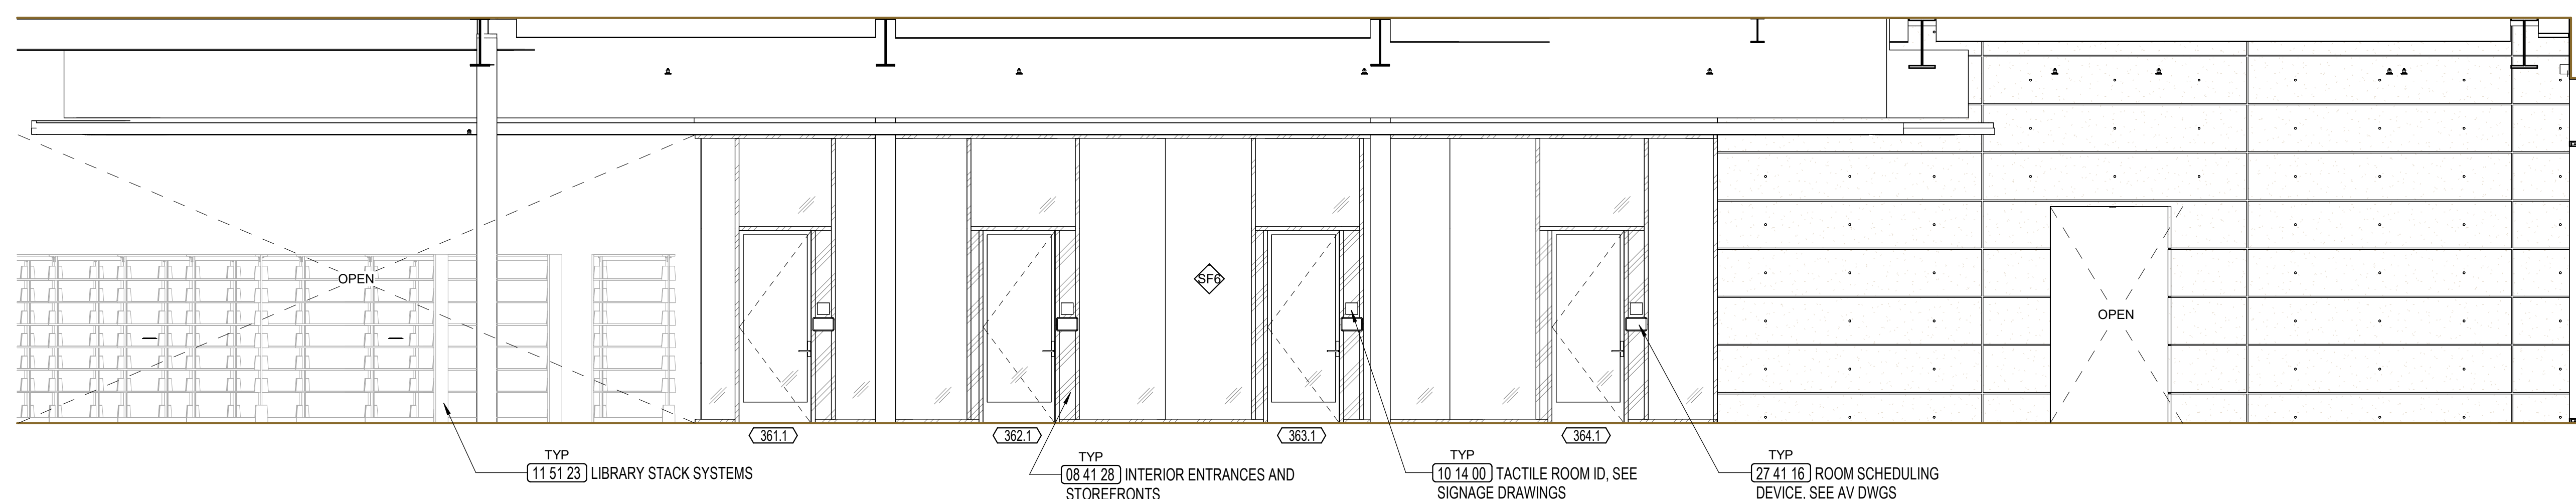 OPEN
SF6
OPEN
361.1
362.1
363.1
364.1
TYP
11 51 23 LIBRARY STACK SYSTEMS
TYP
08 41 28 INTERIOR ENTRANCES AND
STOREFRONTS
TYP
10 14 00 TACTILE ROOM ID, SEE
SIGNAGE DRAWINGS
TYP
27 41 16 ROOM SCHEDULING
DEVICE, SEE AV DWGS